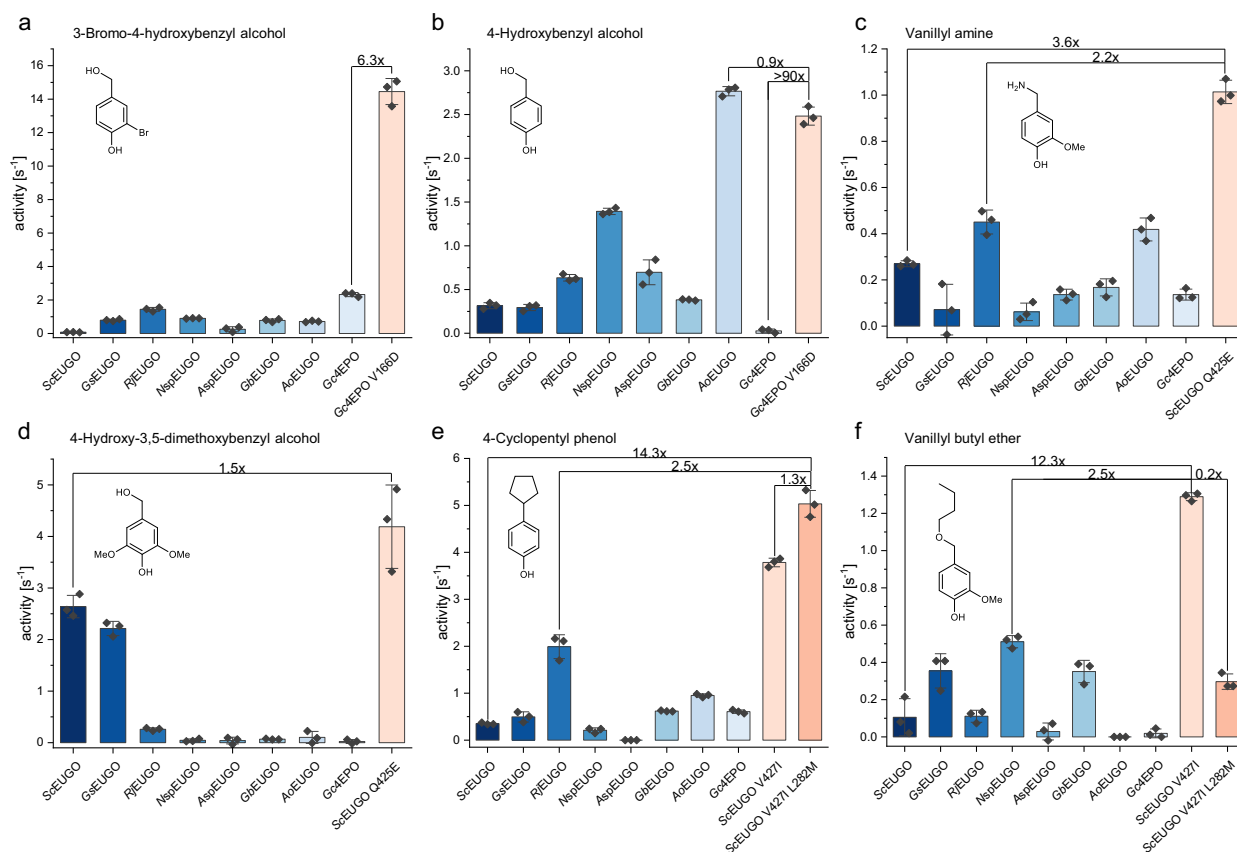 a
3-Bromo-4-hydroxybenzyl alcohol
6.3x
HO
Br
OH
activity [s-1]
16
15
14
13
12
11
10
9
8
7
6
5
4
3
2
1
0
ScEUGO
GsEUGO
RjEUGO
NspEUGO
AspEUGO
GbEUGO
AoEUGO
Gc4EPO
Gc4EPO V166D
b
4-Hydroxybenzyl alcohol
0.9x
>90x
HO
OH
activity [s-1]
3.0
2.5
2.0
1.5
1.0
0.5
0.0
ScEUGO
GsEUGO
RjEUGO
NspEUGO
AspEUGO
GbEUGO
AoEUGO
Gc4EPO
Gc4EPO V166D
c
Vanillyl amine
3.6x
2.2x
H2N
OMe
OH
activity [s-1]
1.2
1.0
0.8
0.6
0.4
0.2
0.0
ScEUGO
GsEUGO
RjEUGO
NspEUGO
AspEUGO
GbEUGO
AoEUGO
Gc4EPO
ScEUGO Q425E
d
4-Hydroxy-3,5-dimethoxybenzyl alcohol
1.5x
HO
MeO
OMe
OH
activity [s-1]
5
4
3
2
1
0
ScEUGO
GsEUGO
RjEUGO
NspEUGO
AspEUGO
GbEUGO
AoEUGO
Gc4EPO
ScEUGO Q425E
e
4-Cyclopentyl phenol
14.3x
2.5x
1.3x
OH
activity [s-1]
6
5
4
3
2
1
0
ScEUGO
GsEUGO
RjEUGO
NspEUGO
AspEUGO
GbEUGO
AoEUGO
Gc4EPO
ScEUGO V427I
ScEUGO V427I L282M
f
Vanillyl butyl ether
12.3x
2.5x
0.2x
O
OMe
OH
activity [s-1]
1.4
1.2
1.0
0.8
0.6
0.4
0.2
0.0
ScEUGO
GsEUGO
RjEUGO
NspEUGO
AspEUGO
GbEUGO
AoEUGO
Gc4EPO
ScEUGO V427I
ScEUGO V427I L282M